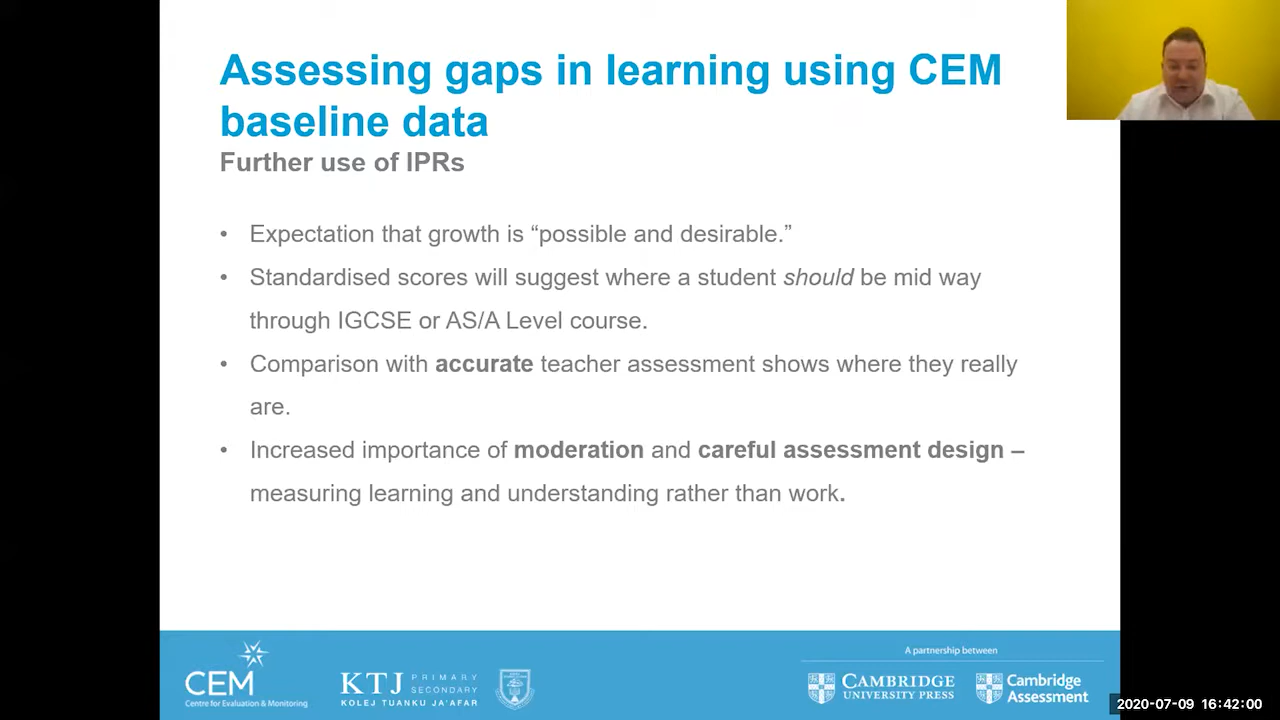 Assessing gaps in learning using CEM
baseline data
Further use of IPRs
• Expectation that growth is “possible and desirable.”
• Standardised scores will suggest where a student should be mid way
through IGCSE or AS/A Level course.
• Comparison with accurate teacher assessment shows where they really
are.
• Increased importance of moderation and careful assessment design –
measuring learning and understanding rather than work.
CEM
Centre for Evaluation & Monitoring
KTJ PRIMARY
SECONDARY
KOLEJ TUANKU JA'AFAR
A partnership between
CAMBRIDGE
UNIVERSITY PRESS
Cambridge
Assessment
2020-07-09 16:42:00